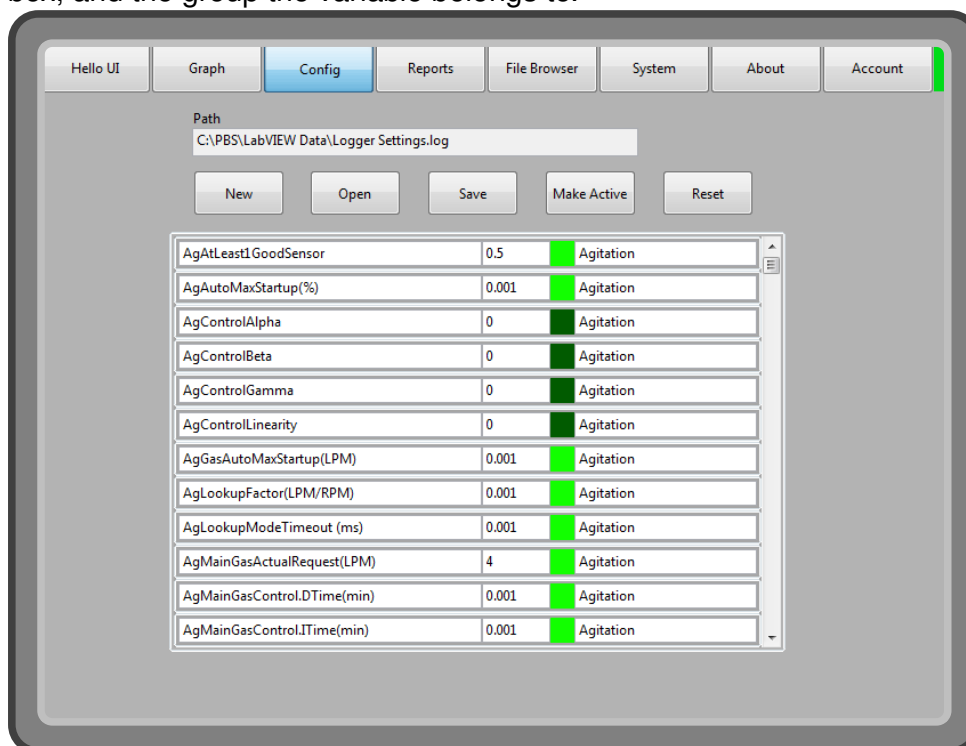 box, and the group the variable belongs to.
Hello UI Graph Config Reports File Browser System About Account
Path
C:\PBS\LabVIEW Data\Logger Settings.log
New Open Save Make Active Reset
AgAtLeast1GoodSensor 0.5 Agitation
AgAutoMaxStartup(%) 0.001 Agitation
AgControlAlpha 0 Agitation
AgControlBeta 0 Agitation
AgControlGamma 0 Agitation
AgControlLinearity 0 Agitation
AgGasAutoMaxStartup(LPM) 0.001 Agitation
AgLookupFactor(LPM/RPM) 0.001 Agitation
AgLookupModeTimeout (ms) 0.001 Agitation
AgMainGasActualRequest(LPM) 4 Agitation
AgMainGasControl.DTime(min) 0.001 Agitation
AgMainGasControl.ITime(min) 0.001 Agitation